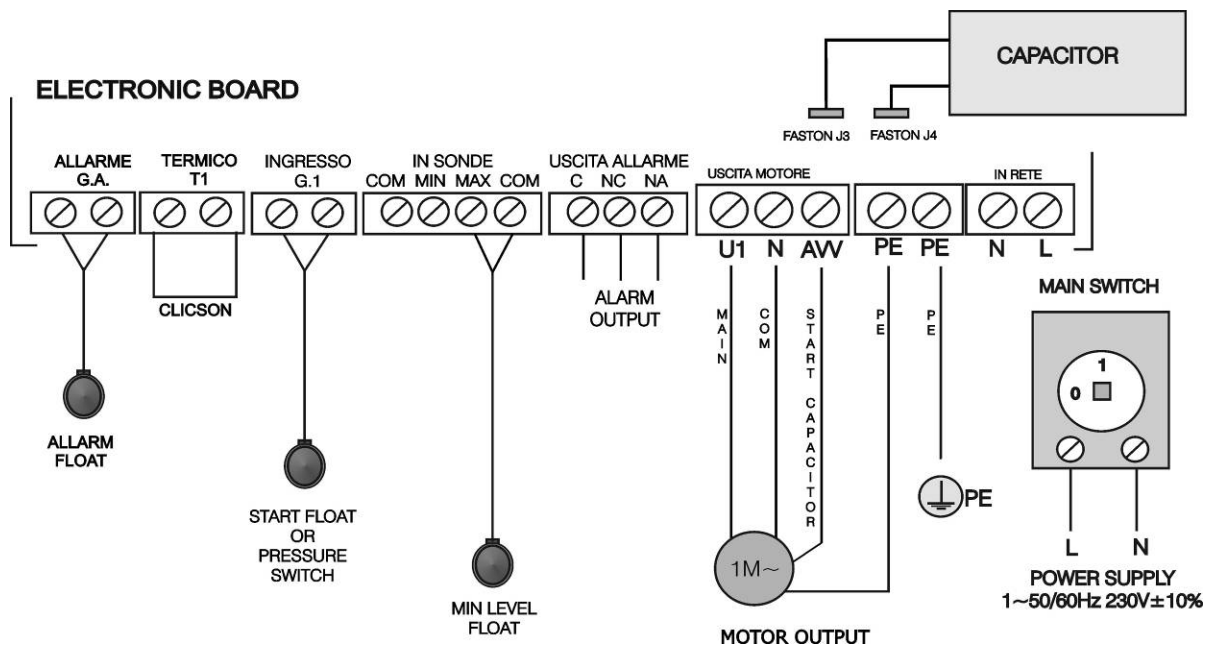 CAPACITOR
ELECTRONIC BOARD
FASTON J3 FASTON J4
ALLARME
G.A.
TERMICO
T1
INGRESSO
G.1
IN SONDE
COM MIN MAX COM
USCITA ALLARME
C NC NA
USCITA MOTORE
IN RETE
U1 N AVV PE PE N L
CLICSON
ALARM
OUTPUT
MAIN
COM
START CAPACITOR
PE
PE
MAIN SWITCH
1
0
ALLARM
FLOAT
START FLOAT
OR
PRESSURE
SWITCH
MIN LEVEL
FLOAT
1M~
PE
L N
POWER SUPPLY
1~50/60Hz 230V±10%
MOTOR OUTPUT